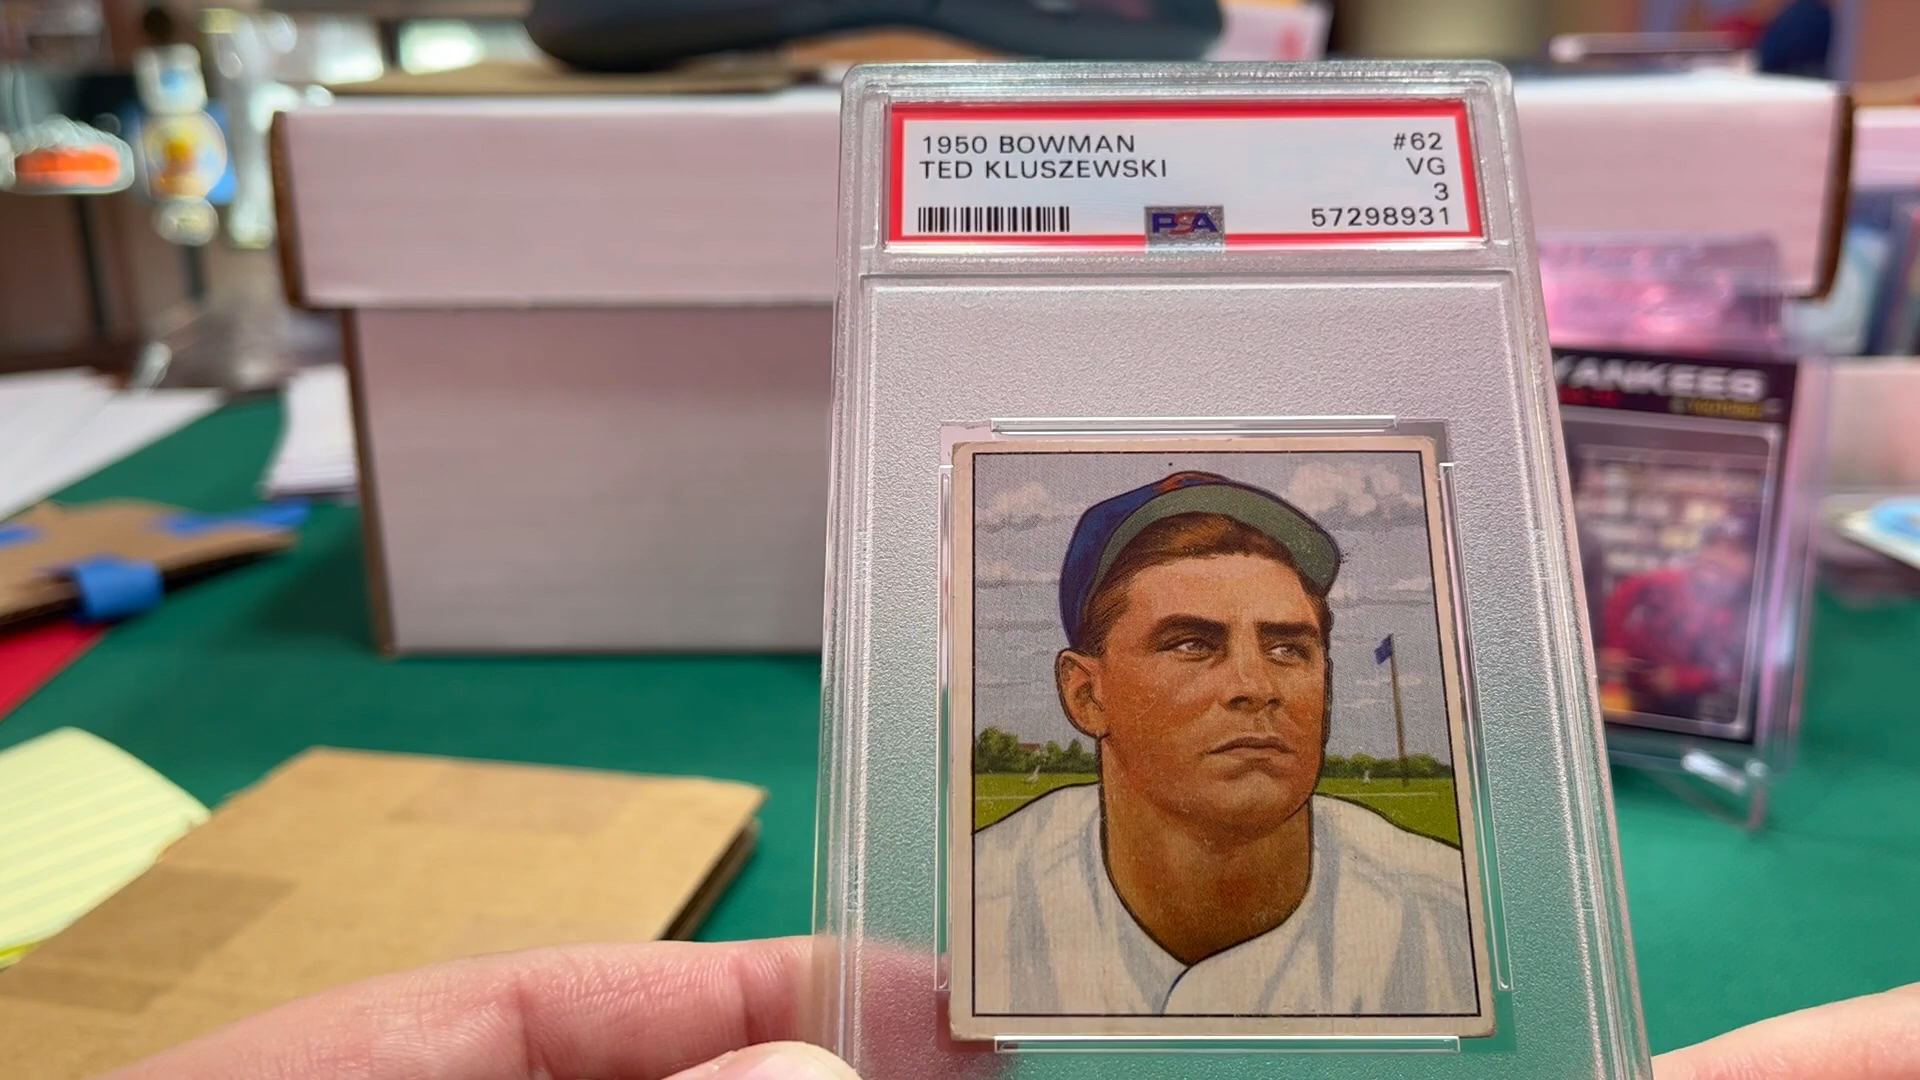 1950 BOWMAN #62
TED KLUSZEWSKI VG
3
PSA 57298931
YANKEES